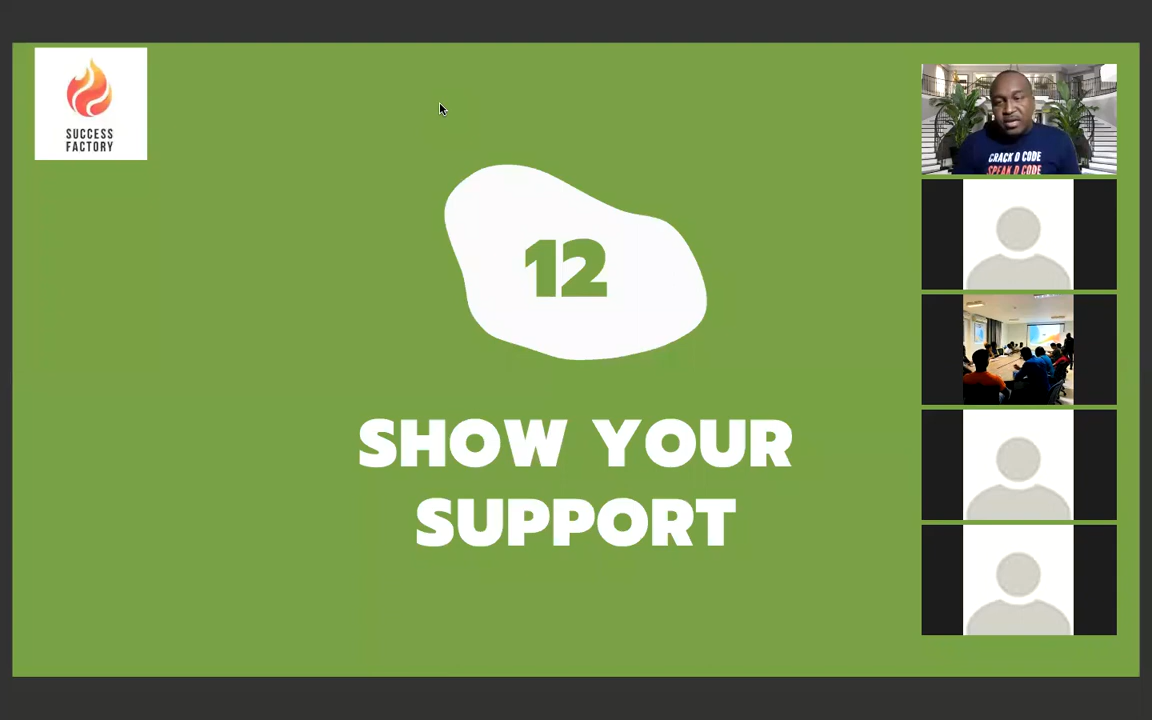 SUCCESS
FACTORY
12
SHOW YOUR
SUPPORT
CRACK D CODE
SPEAK D CODE